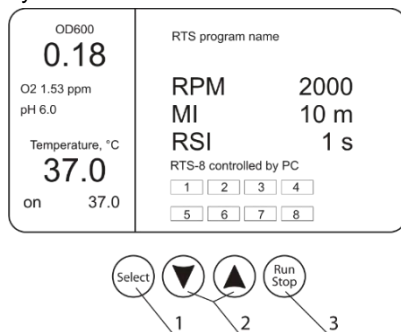 OD600
0.18
O2 1.53 ppm
pH 6.0
Temperature, °C
37.0
on 37.0
RTS program name
RPM 2000
MI 10 m
RSI 1 s
RTS-8 controlled by PC
1 2 3 4
5 6 7 8
Select
Run
Stop
1 2 3